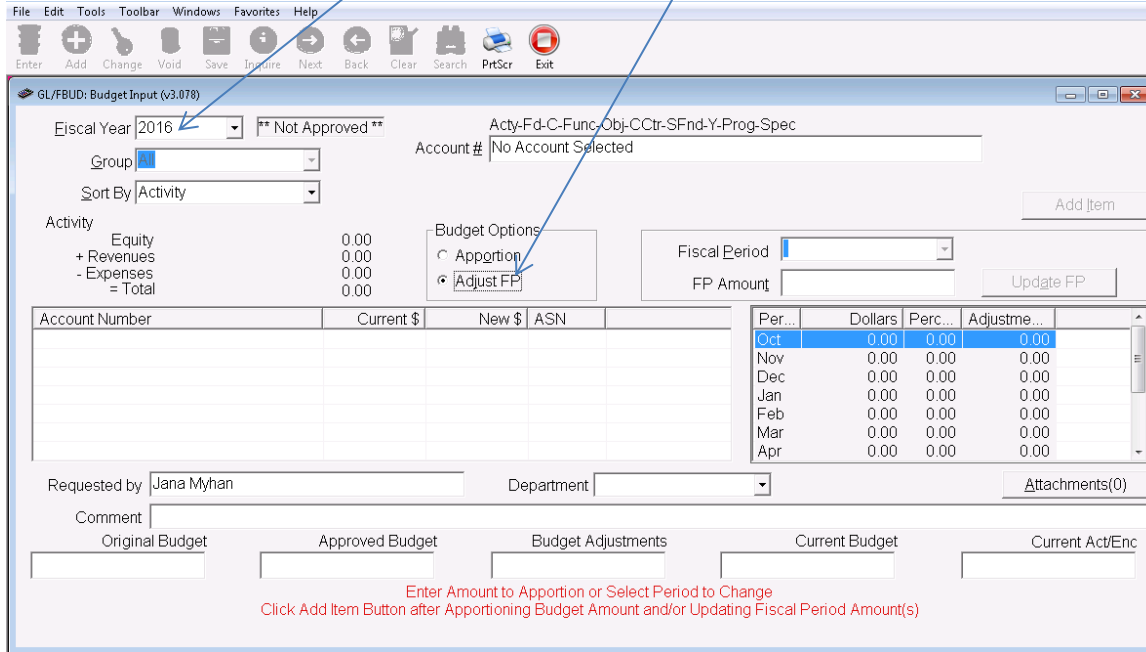 File Edit Tools Toolbar Windows Favorites Help
Enter Add Change Void Save Inquire Next Back Clear Search PrtScr Exit
GL/FBUD: Budget Input (v3.078)
Fiscal Year 2016 ** Not Approved ** Acty-Fd-C-Func-Obj-CCtr-SFnd-Y-Prog-Spec
Account # No Account Selected
Group All
Sort By Activity
Add Item
Activity
Equity 0.00
+ Revenues 0.00
- Expenses 0.00
= Total 0.00
Budget Options
Apportion
Adjust FP
Fiscal Period
FP Amount Update FP
Account Number Current $ New $ ASN
Per... Dollars Perc... Adjustme...
Oct 0.00 0.00 0.00
Nov 0.00 0.00 0.00
Dec 0.00 0.00 0.00
Jan 0.00 0.00 0.00
Feb 0.00 0.00 0.00
Mar 0.00 0.00 0.00
Apr 0.00 0.00 0.00
Requested by Jana Myhan Department Attachments(0)
Comment
Original Budget Approved Budget Budget Adjustments Current Budget Current Act/Enc
Enter Amount to Apportion or Select Period to Change
Click Add Item Button after Apportioning Budget Amount and/or Updating Fiscal Period Amount(s)